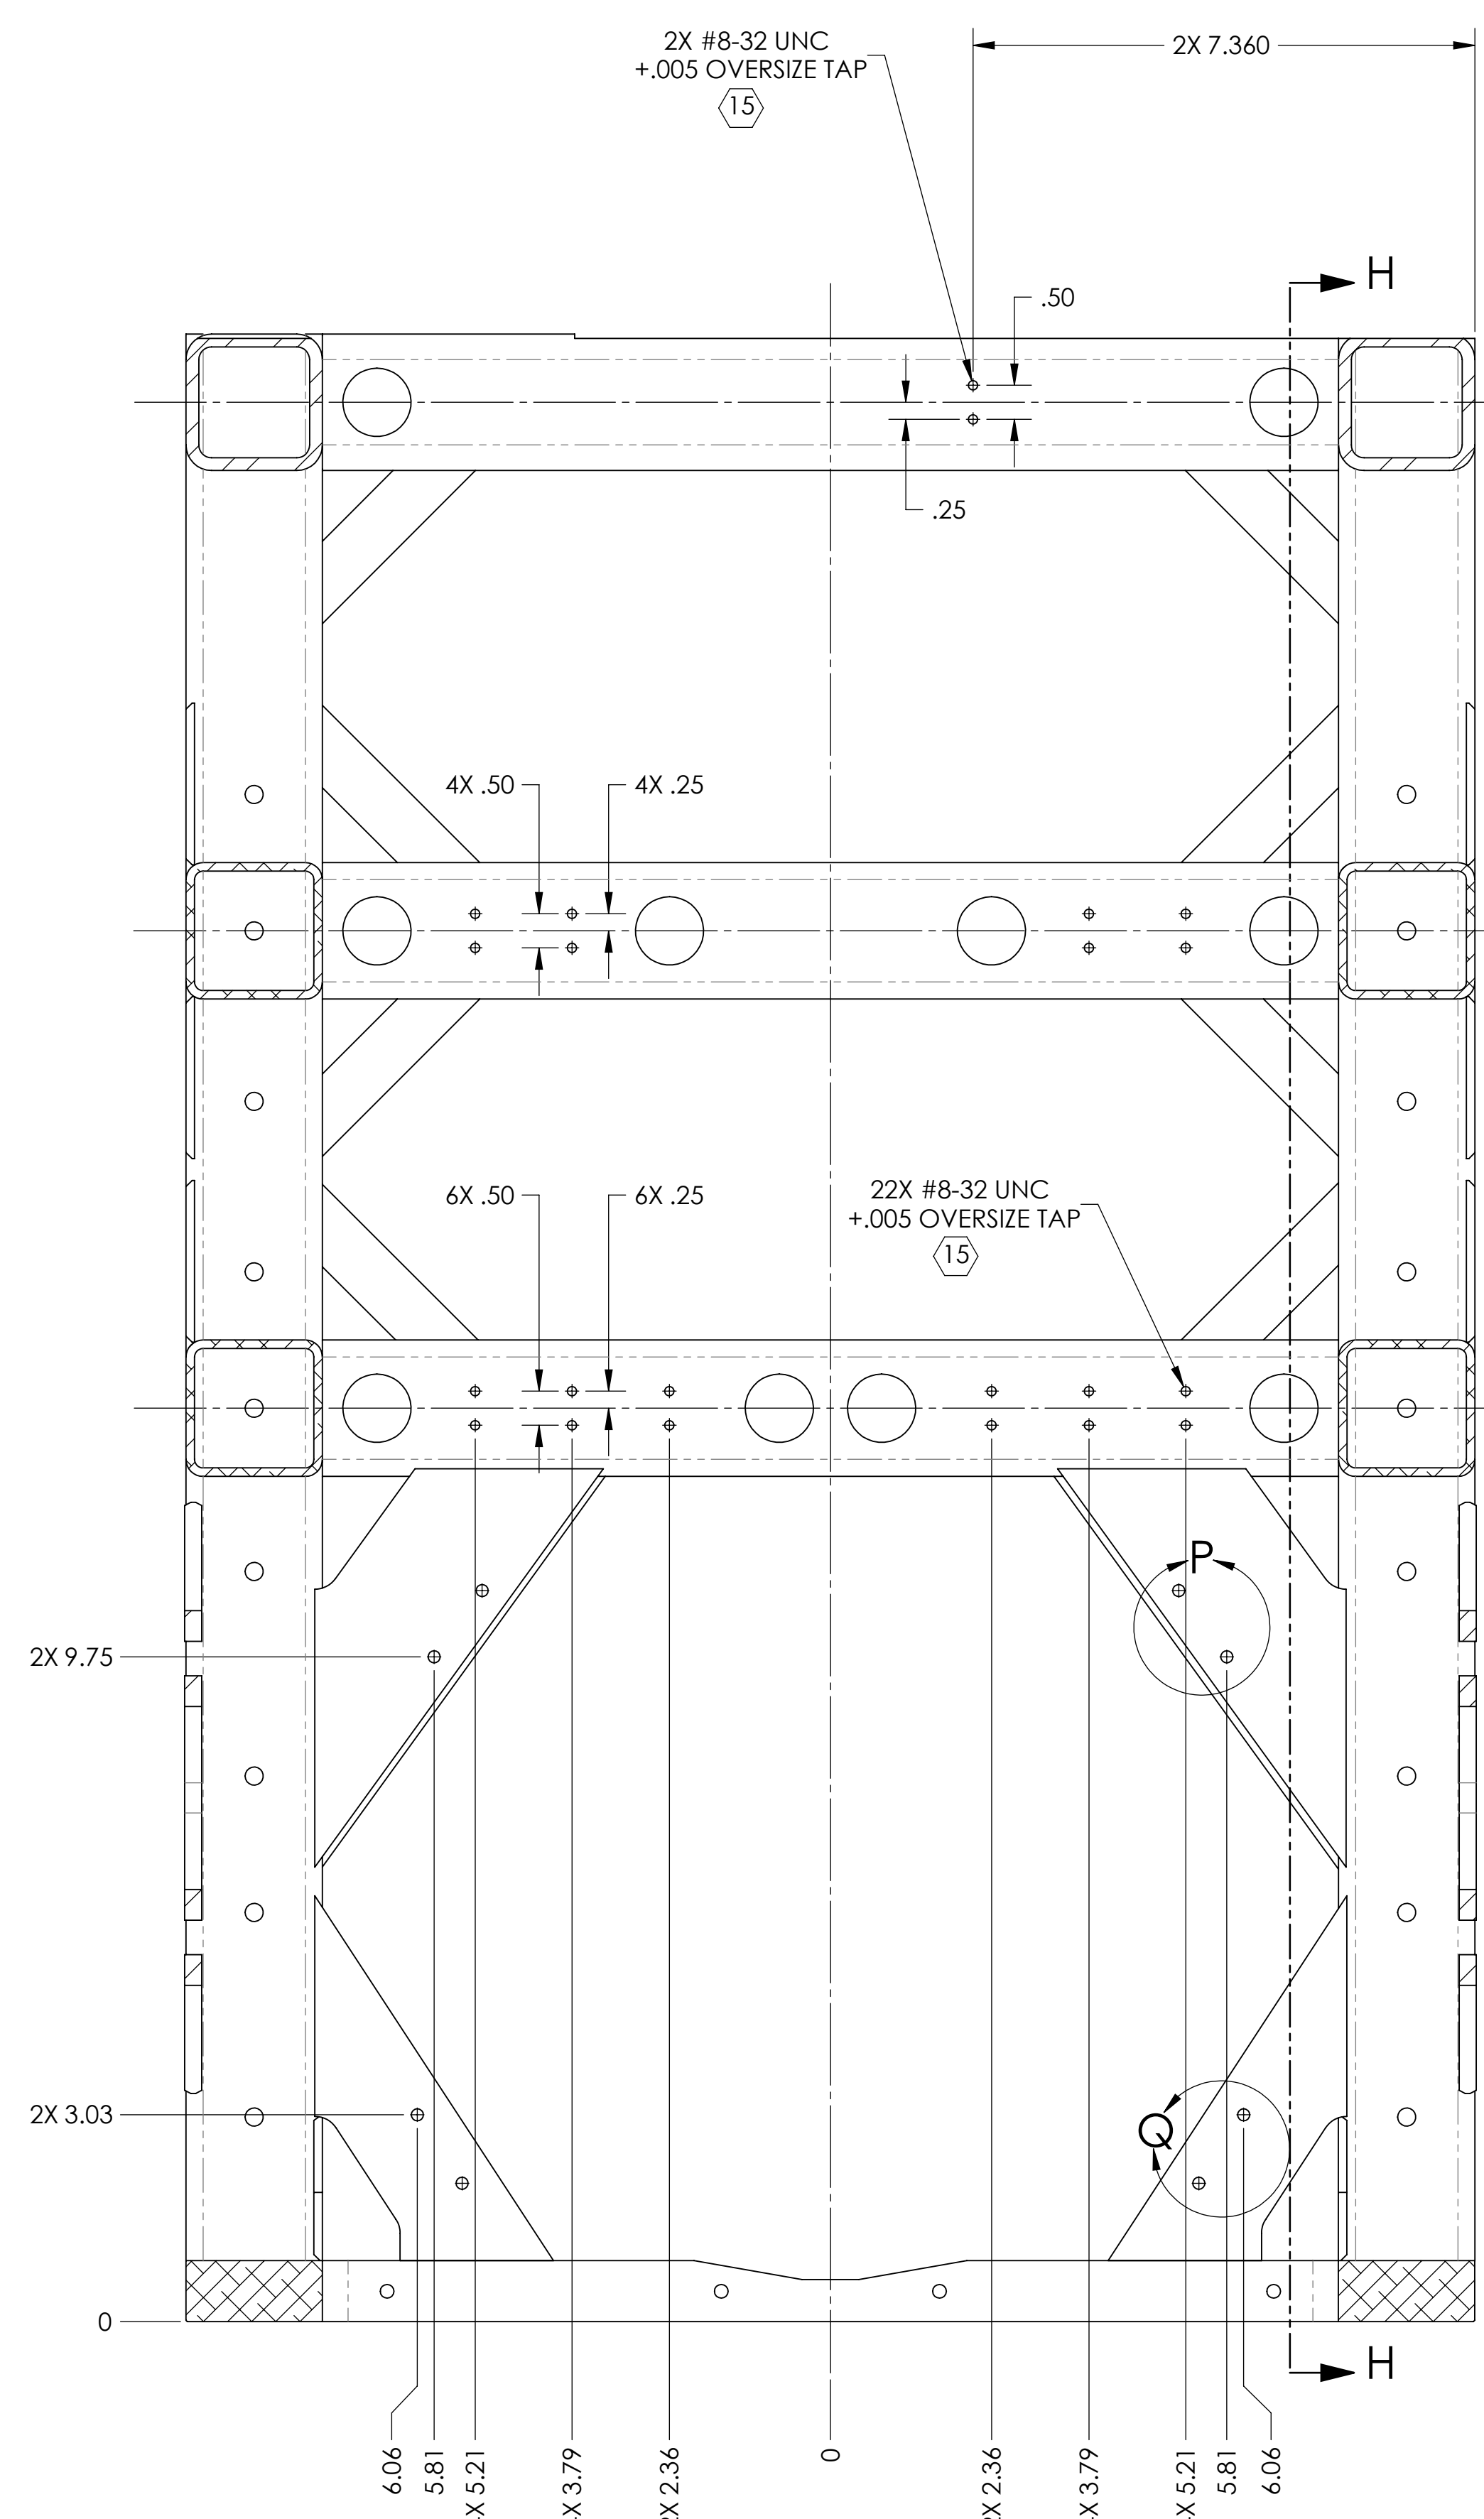 2X #8-32 UNC
+.005 OVERSIZE TAP
15
2X 7.360
H
.50
.25
4X .50
4X .25
6X .50
6X .25
22X #8-32 UNC
+.005 OVERSIZE TAP
15
P
2X 9.75
2X 3.03
Q
0
H
6.06
5.81
X 5.21
X 3.79
X 2.36
0
X 2.36
X 3.79
X 5.21
5.81
6.06